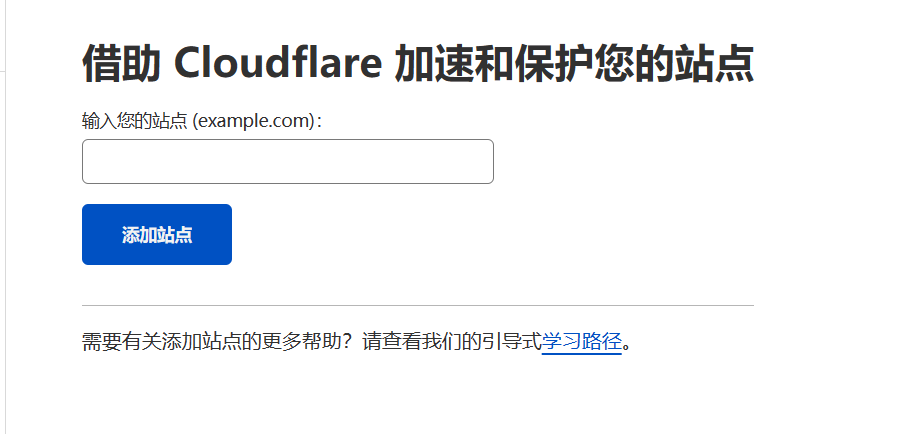 借助 Cloudflare 加速和保护您的站点
输入您的站点 (example.com)：
添加站点
需要有关添加站点的更多帮助？请查看我们的引导式学习路径。